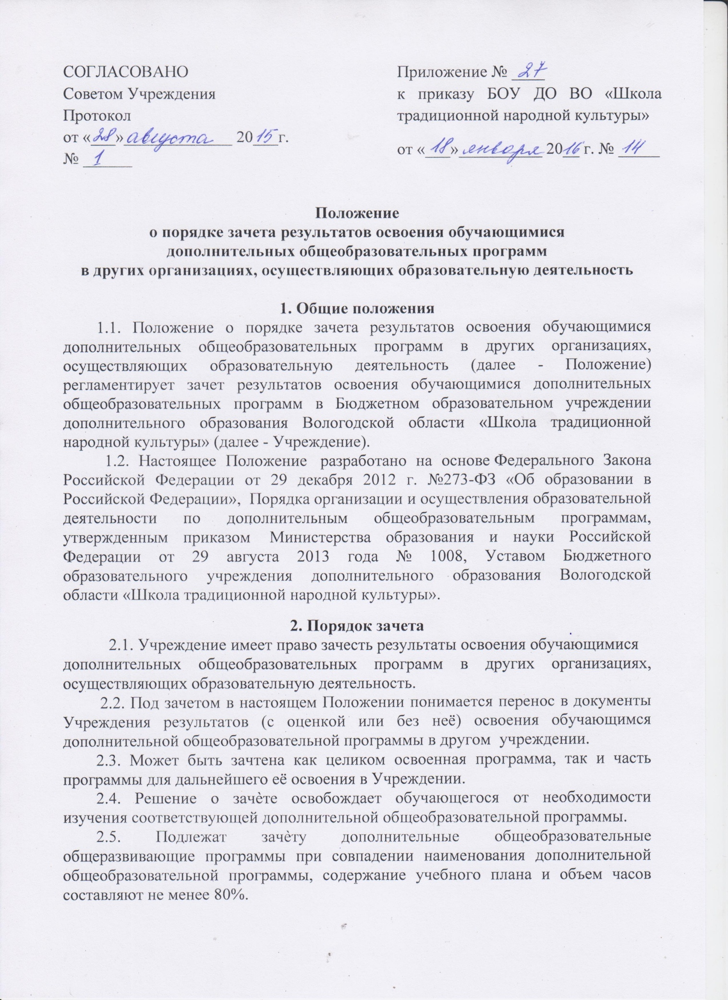 СОГЛАСОВАНО
Советом Учреждения
Протокол
от «28» августа 2015 г.
№ 1
Приложение № 27
к приказу БОУ ДО ВО «Школа
традиционной народной культуры»
от «18» января 2016 г. № 14
Положение
о порядке зачета результатов освоения обучающимися
дополнительных общеобразовательных программ
в других организациях, осуществляющих образовательную деятельность
1. Общие положения
1.1. Положение о порядке зачета результатов освоения обучающимися
дополнительных общеобразовательных программ в других организациях,
осуществляющих образовательную деятельность (далее - Положение)
регламентирует зачет результатов освоения обучающимися дополнительных
общеобразовательных программ в Бюджетном образовательном учреждении
дополнительного образования Вологодской области «Школа традиционной
народной культуры» (далее - Учреждение).
1.2. Настоящее Положение разработано на основе Федерального Закона
Российской Федерации от 29 декабря 2012 г. №273-ФЗ «Об образовании в
Российской Федерации», Порядка организации и осуществления образовательной
деятельности по дополнительным общеобразовательным программам,
утвержденным приказом Министерства образования и науки Российской
Федерации от 29 августа 2013 года № 1008, Уставом Бюджетного
образовательного учреждения дополнительного образования Вологодской
области «Школа традиционной народной культуры».
2. Порядок зачета
2.1. Учреждение имеет право зачесть результаты освоения обучающимися
дополнительных общеобразовательных программ в других организациях,
осуществляющих образовательную деятельность.
2.2. Под зачетом в настоящем Положении понимается перенос в документы
Учреждения результатов (с оценкой или без неё) освоения обучающимся
дополнительной общеобразовательной программы в другом учреждении.
2.3. Может быть зачтена как целиком освоенная программа, так и часть
программы для дальнейшего её освоения в Учреждении.
2.4. Решение о зачѐте освобождает обучающегося от необходимости
изучения соответствующей дополнительной общеобразовательной программы.
2.5. Подлежат зачѐту дополнительные общеобразовательные
общеразвивающие программы при совпадении наименования дополнительной
общеобразовательной программы, содержание учебного плана и объем часов
составляют не менее 80%.